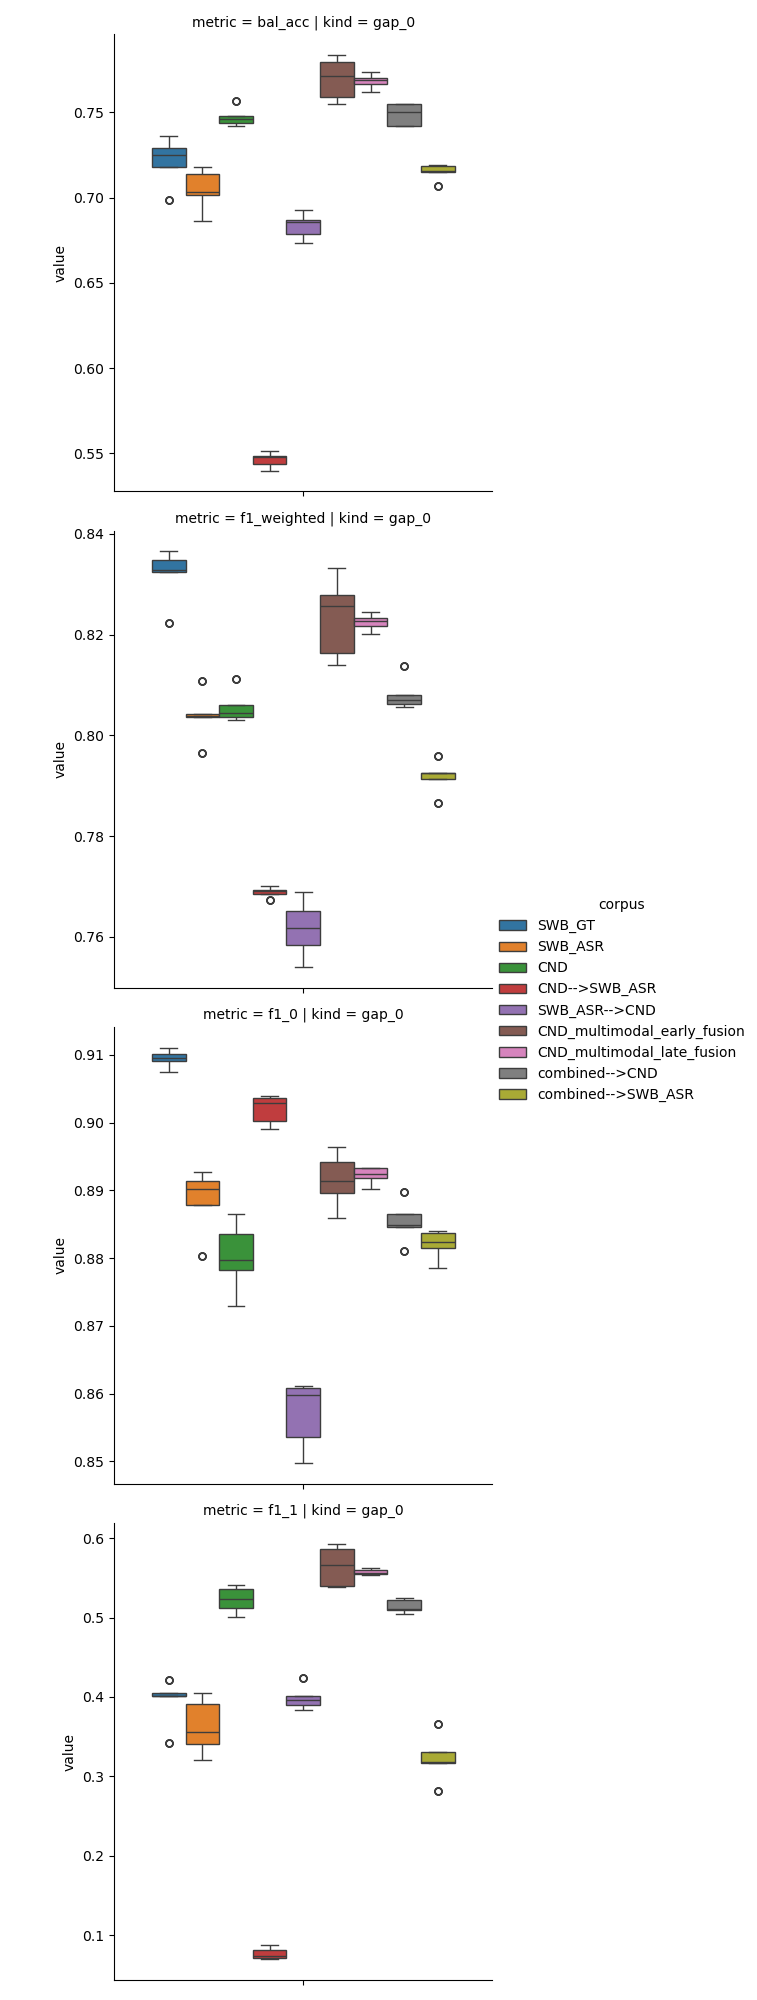 metric = bal_acc | kind = gap_0
0.75
0.70
0.65
0.60
0.55
value
metric = f1_weighted | kind = gap_0
0.84
0.82
0.80
0.78
0.76
value
corpus
SWB_GT
SWB_ASR
CND
CND-->SWB_ASR
SWB_ASR-->CND
CND_multimodal_early_fusion
CND_multimodal_late_fusion
combined-->CND
combined-->SWB_ASR
metric = f1_0 | kind = gap_0
0.91
0.90
0.89
0.88
0.87
0.86
0.85
value
metric = f1_1 | kind = gap_0
0.6
0.5
0.4
0.3
0.2
0.1
value